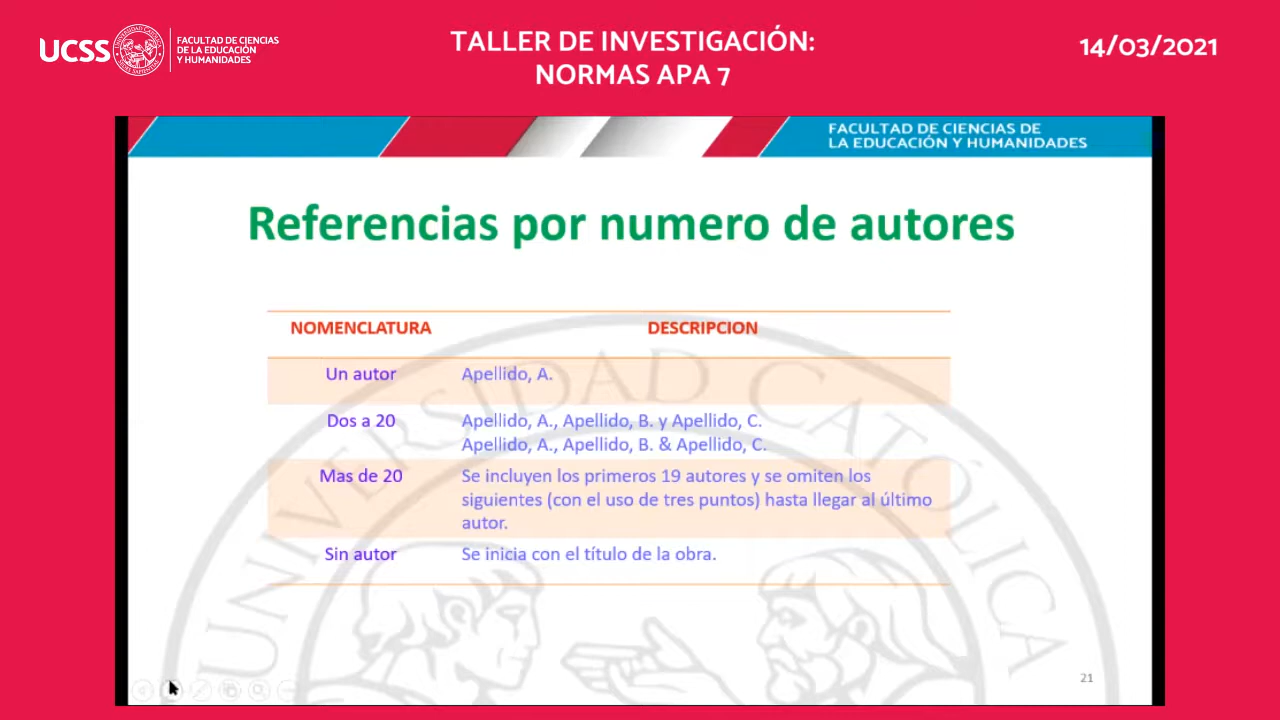 UCSS
FACULTAD DE CIENCIAS
DE LA EDUCACIÓN
Y HUMANIDADES
TALLER DE INVESTIGACIÓN:
NORMAS APA 7
14/03/2021
FACULTAD DE CIENCIAS DE
LA EDUCACIÓN Y HUMANIDADES
Referencias por numero de autores
NOMENCLATURA DESCRIPCION
Un autor Apellido, A.
Dos a 20 Apellido, A., Apellido, B. y Apellido, C.
Apellido, A., Apellido, B. & Apellido, C.
Mas de 20 Se incluyen los primeros 19 autores y se omiten los
siguientes (con el uso de tres puntos) hasta llegar al último
autor.
Sin autor Se inicia con el título de la obra.
UNIVERSIDAD CATÓLICA
21